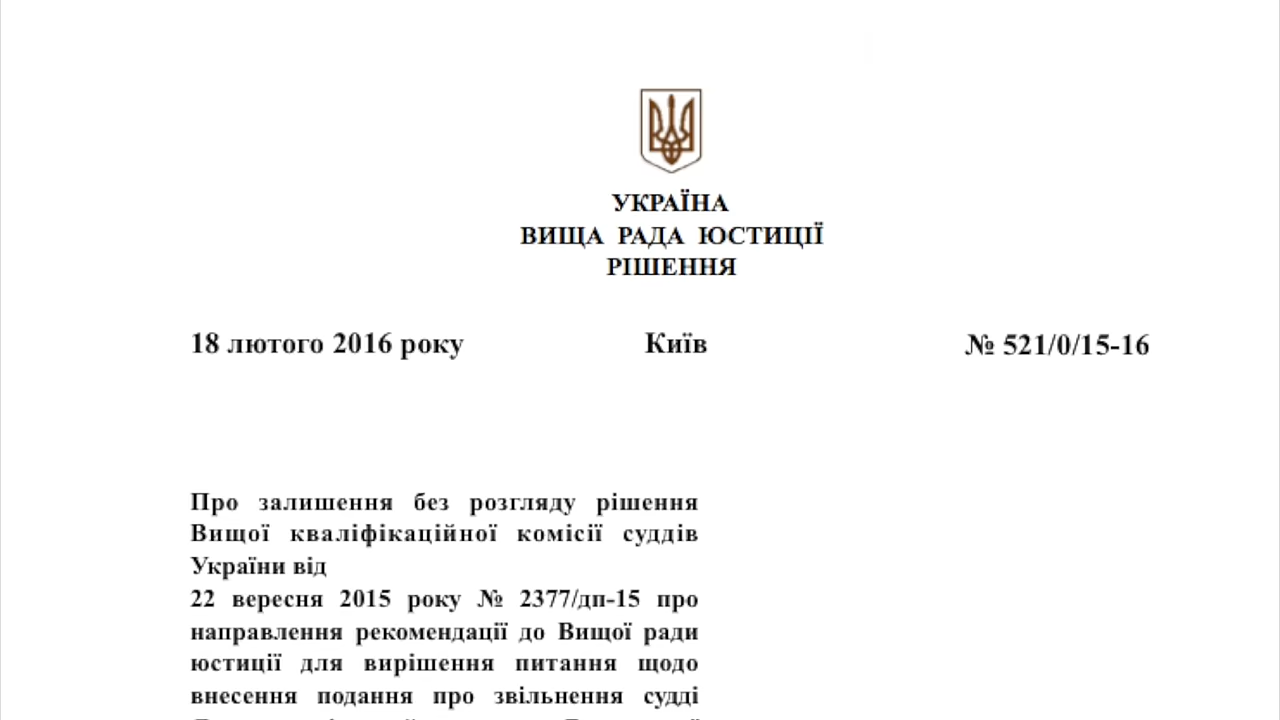 УКРАЇНА
ВИЩА РАДА ЮСТИЦІЇ
РІШЕННЯ
18 лютого 2016 року Київ № 521/0/15-16
Про залишення без розгляду рішення
Вищої кваліфікаційної комісії суддів
України від
22 вересня 2015 року № 2377/дп-15 про
направлення рекомендації до Вищої ради
юстиції для вирішення питання щодо
внесення подання про звільнення судді